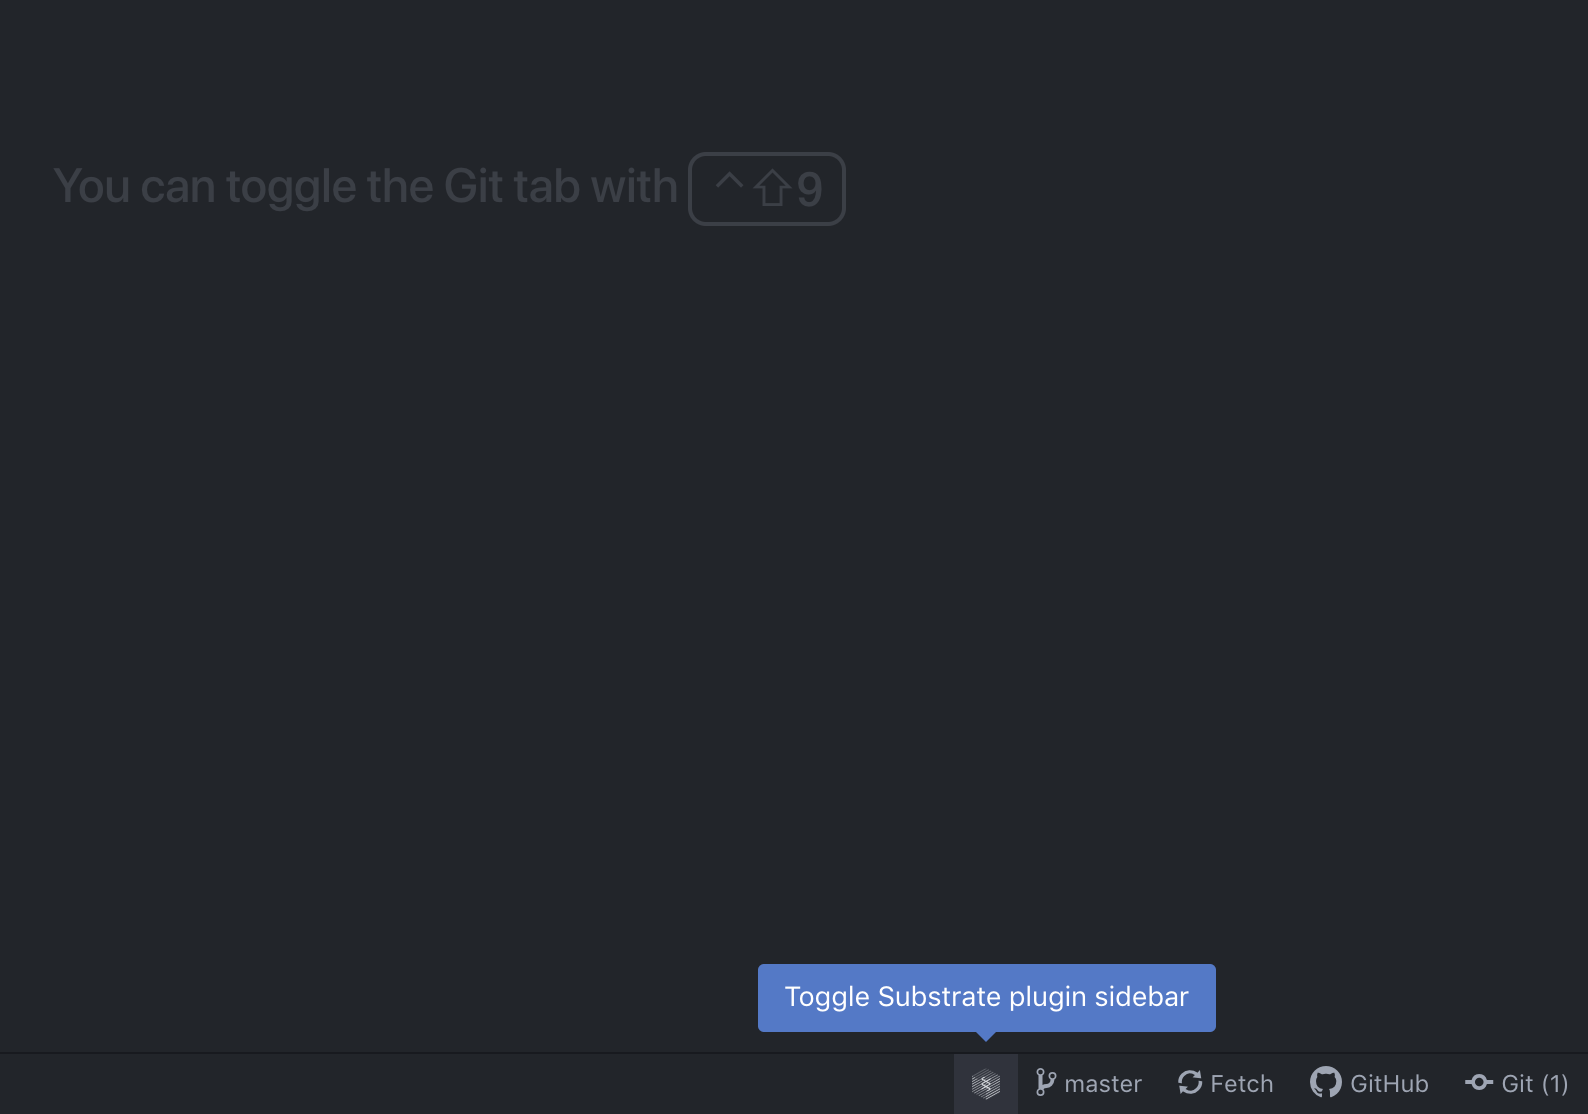 You can toggle the Git tab with ^⇧9
Toggle Substrate plugin sidebar
master Fetch GitHub Git (1)